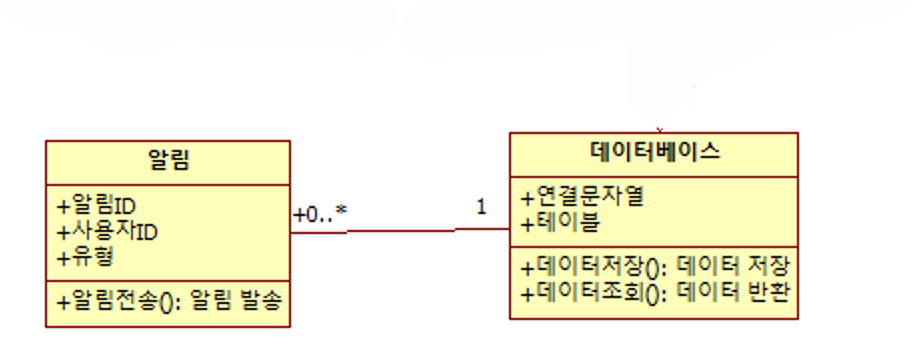 알림
+알림ID
+사용자ID
+유형
+알림전송(): 알림 발송
+0..*
1
데이터베이스
+연결문자열
+테이블
+데이터저장(): 데이터 저장
+데이터조회(): 데이터 반환